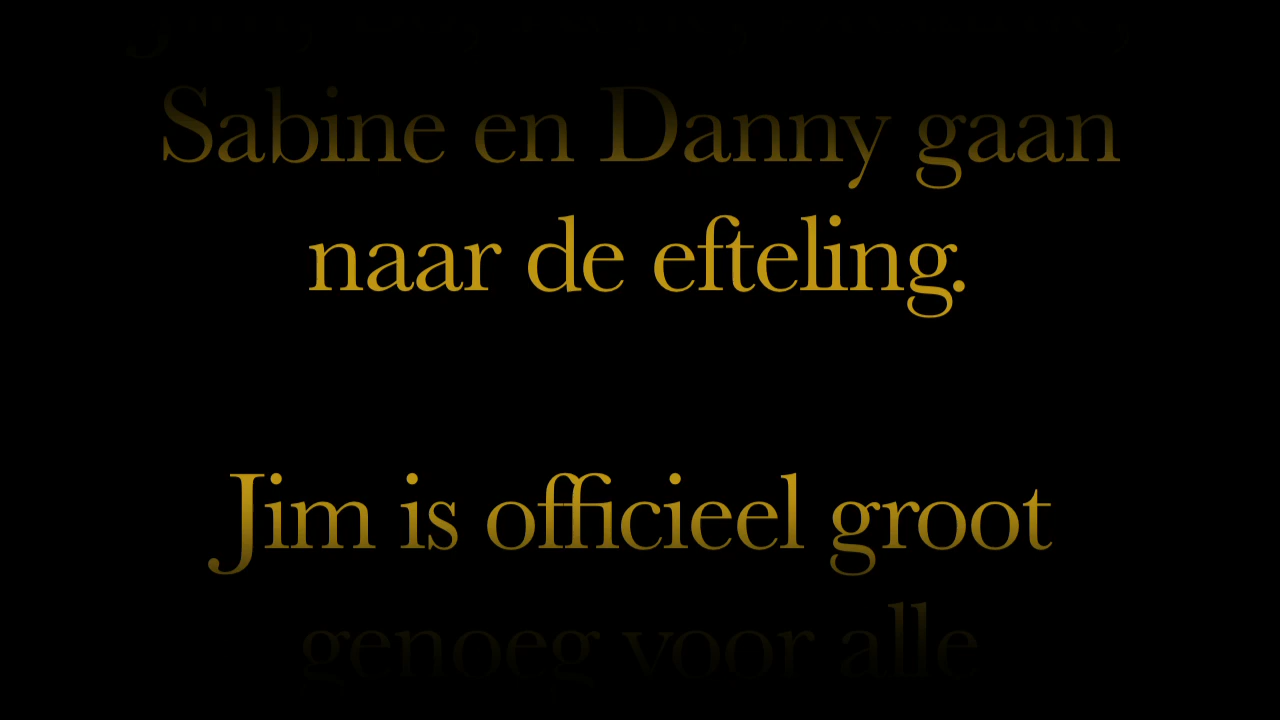 Sabine en Danny gaan
naar de efteling.
Jim is officieel groot
genoeg voor alle